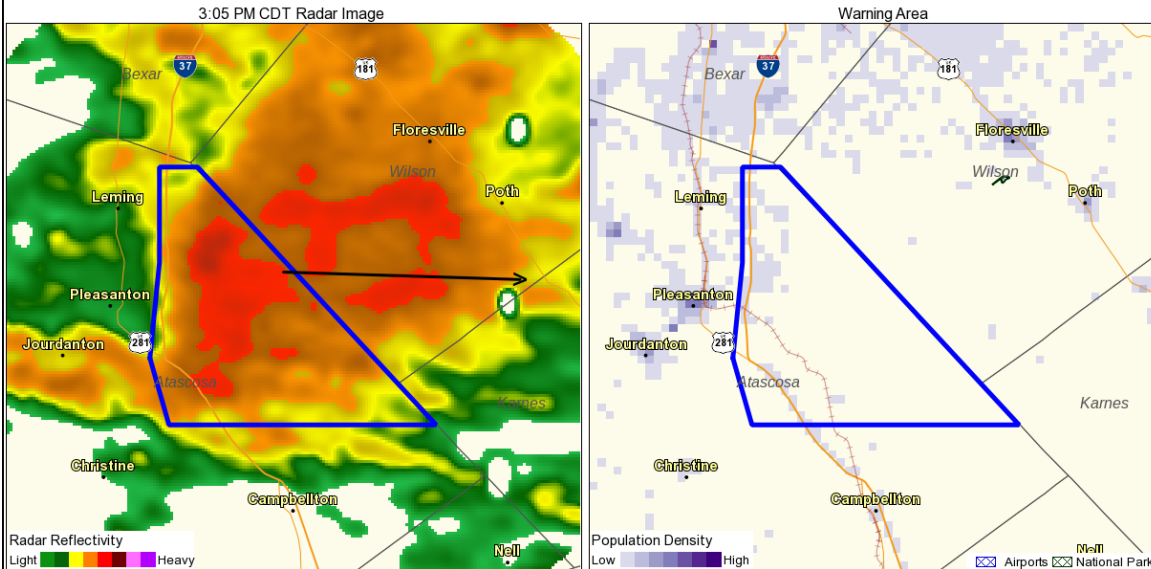 3:05 PM CDT Radar Image
Bexar
37
181
Floresville
Wilson
Leming
Poth
Pleasanton
281
Jourdanton
Atascosa
Karnes
Christine
Campbellton
Nell
Radar Reflectivity
Light Heavy
Warning Area
Bexar
37
181
Floresville
Wilson
Leming
Poth
Pleasanton
281
Jourdanton
Atascosa
Karnes
Christine
Campbellton
Nell
Population Density
Low High
Airports National Park